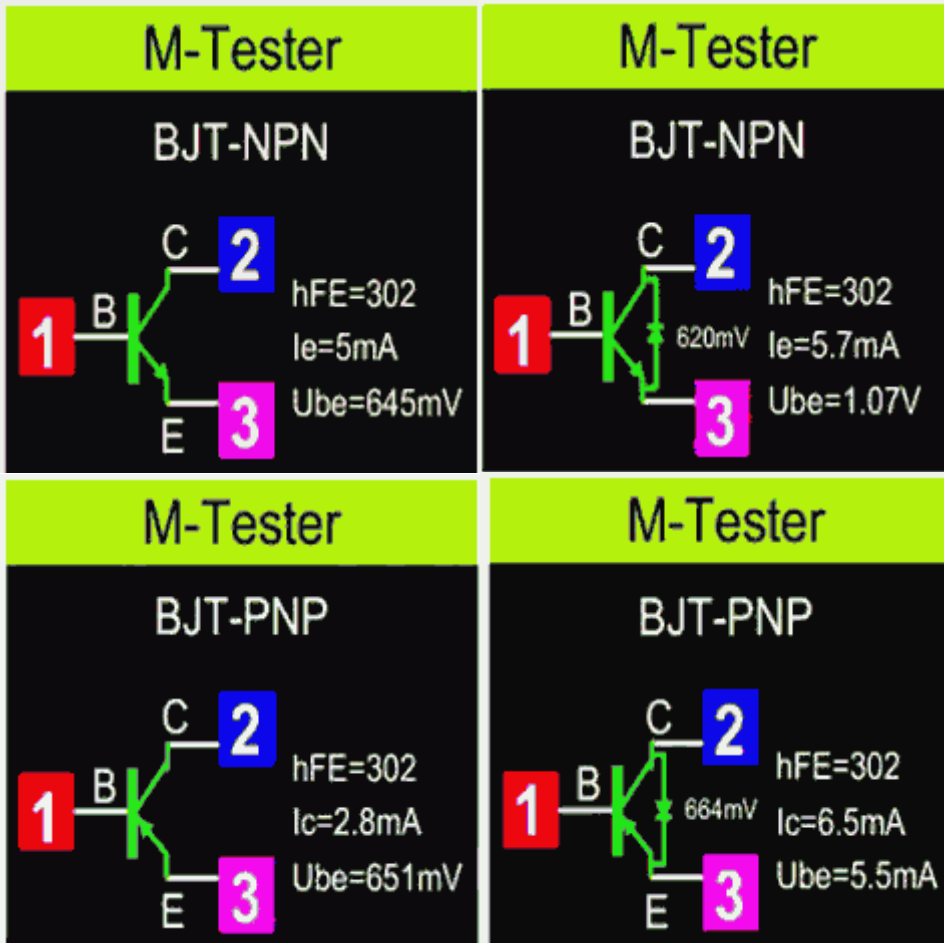 M-Tester
BJT-NPN
C
2
1
B
hFE=302
Ie=5mA
Ube=645mV
3
E
M-Tester
BJT-NPN
C
2
1
B
620mV
hFE=302
Ie=5.7mA
Ube=1.07V
3
M-Tester
BJT-PNP
C
2
1
B
hFE=302
Ic=2.8mA
Ube=651mV
3
E
M-Tester
BJT-PNP
C
2
1
B
664mV
hFE=302
Ic=6.5mA
Ube=5.5mA
3
E